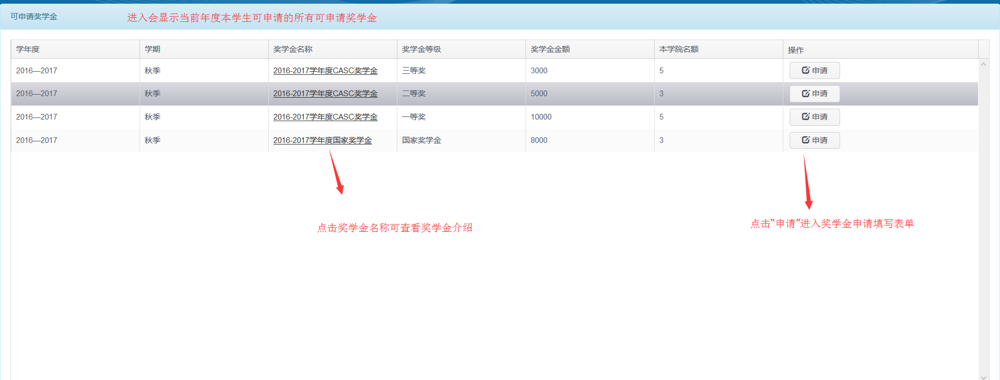 可申请奖学金 进入会显示当前年度本学生可申请的所有可申请奖学金
学年度 学期 奖学金名称 奖学金等级 奖学金金额 本学院名额 操作
2016—2017 秋季 2016-2017学年度CASC奖学金 三等奖 3000 5 申请
2016—2017 秋季 2016-2017学年度CASC奖学金 二等奖 5000 3 申请
2016—2017 秋季 2016-2017学年度CASC奖学金 一等奖 10000 5 申请
2016—2017 秋季 2016-2017学年度国家奖学金 国家奖学金 8000 3 申请
点击奖学金名称可查看奖学金介绍
点击“申请”进入奖学金申请填写表单